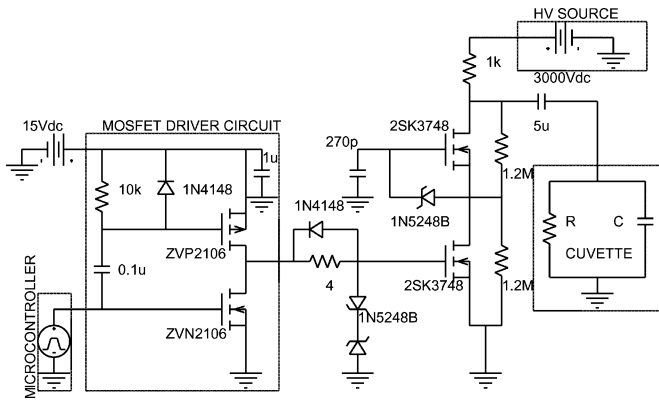 HV SOURCE
1k
3000Vdc
15Vdc
MOSFET DRIVER CIRCUIT
2SK3748
5u
1u
270p
10k
1N4148
1.2M
1N4148
1N5248B
ZVP2106
R
C
CUVETTE
0.1u
4
2SK3748
1.2M
1N5248B
ZVN2106
MICROCONTROLLER